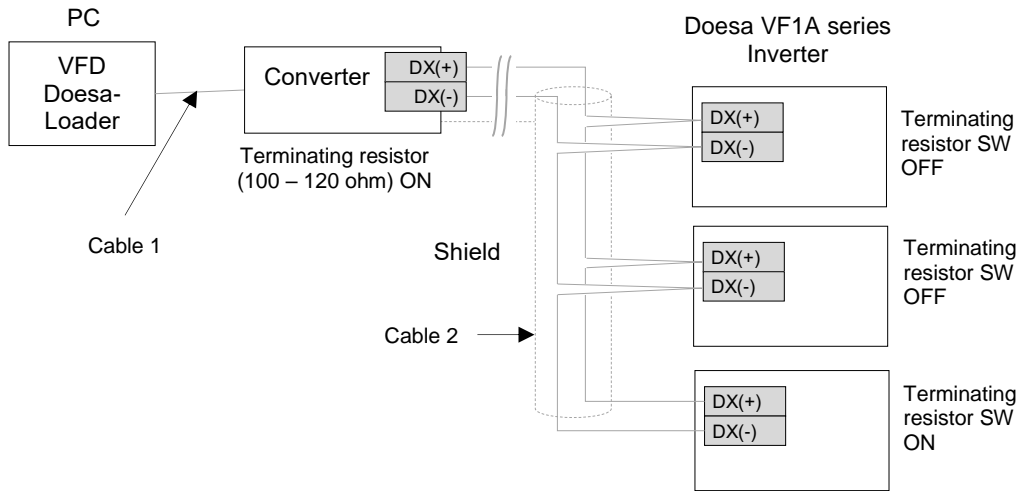 PC
VFD
Doesa-
Loader
Converter
DX(+)
DX(-)
Terminating resistor
(100 – 120 ohm) ON
Cable 1
Shield
Cable 2
Doesa VF1A series
Inverter
DX(+)
DX(-)
Terminating
resistor SW
OFF
DX(+)
DX(-)
Terminating
resistor SW
OFF
DX(+)
DX(-)
Terminating
resistor SW
ON